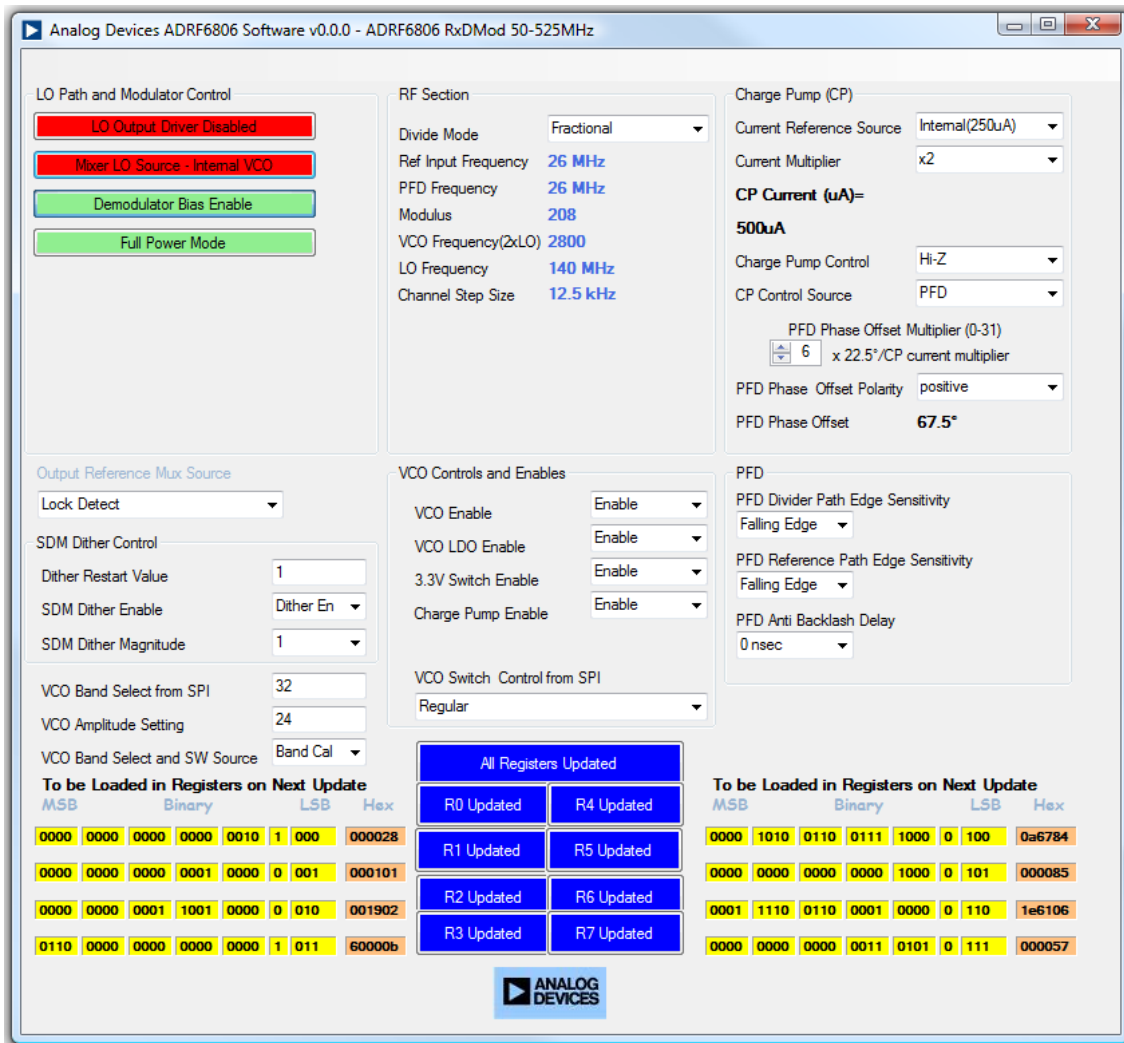 Analog Devices ADRF6806 Software v0.0.0 - ADRF6806 RxDMod 50-525MHz
LO Path and Modulator Control
LO Output Driver Disabled
Mixer LO Source - Internal VCO
Demodulator Bias Enable
Full Power Mode
RF Section
Divide Mode Fractional
Ref Input Frequency 26 MHz
PFD Frequency 26 MHz
Modulus 208
VCO Frequency(2xLO) 2800
LO Frequency 140 MHz
Channel Step Size 12.5 kHz
Charge Pump (CP)
Current Reference Source Internal(250uA)
Current Multiplier x2
CP Current (uA)=
500uA
Charge Pump Control Hi-Z
CP Control Source PFD
PFD Phase Offset Multiplier (0-31)
6 x 22.5°/CP current multiplier
PFD Phase Offset Polarity positive
PFD Phase Offset 67.5°
Output Reference Mux Source
Lock Detect
SDM Dither Control
Dither Restart Value 1
SDM Dither Enable Dither En
SDM Dither Magnitude 1
VCO Band Select from SPI 32
VCO Amplitude Setting 24
VCO Band Select and SW Source Band Cal
VCO Controls and Enables
VCO Enable Enable
VCO LDO Enable Enable
3.3V Switch Enable Enable
Charge Pump Enable Enable
VCO Switch Control from SPI
Regular
PFD
PFD Divider Path Edge Sensitivity
Falling Edge
PFD Reference Path Edge Sensitivity
Falling Edge
PFD Anti Backlash Delay
0 nsec
To be Loaded in Registers on Next Update
MSB Binary LSB Hex
0000 0000 0000 0000 0010 1 000 000028
0000 0000 0000 0001 0000 0 001 000101
0000 0000 0001 1001 0000 0 010 001902
0110 0000 0000 0000 0000 1 011 60000b
All Registers Updated
R0 Updated R4 Updated
R1 Updated R5 Updated
R2 Updated R6 Updated
R3 Updated R7 Updated
To be Loaded in Registers on Next Update
MSB Binary LSB Hex
0000 1010 0110 0111 1000 0 100 0a6784
0000 0000 0000 0000 1000 0 101 000085
0001 1110 0110 0001 0000 0 110 1e6106
0000 0000 0000 0011 0101 0 111 000057
ANALOG
DEVICES